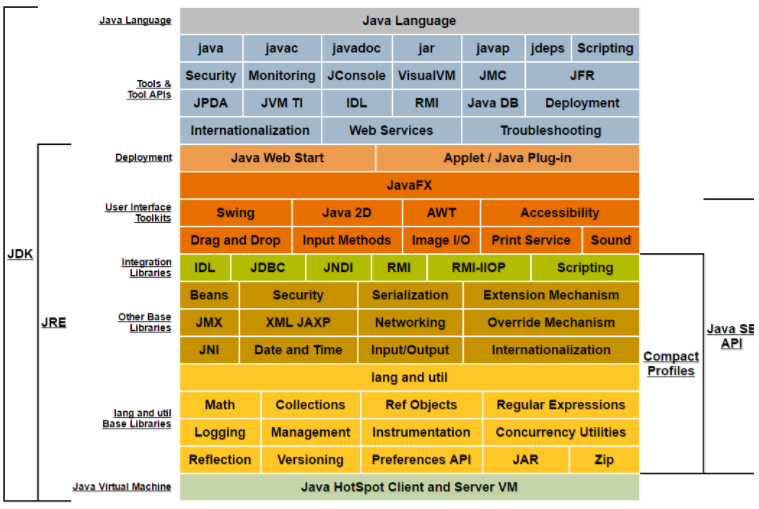 Java Language Java Language
java javac javadoc jar javap jdeps Scripting
Tools & Tool APIs
Security Monitoring JConsole VisualVM JMC JFR
JPDA JVM TI IDL RMI Java DB Deployment
Internationalization Web Services Troubleshooting
Deployment Java Web Start Applet / Java Plug-in
JavaFX
User Interface Toolkits
Swing Java 2D AWT Accessibility
Drag and Drop Input Methods Image I/O Print Service Sound
JDK
Integration Libraries
IDL JDBC JNDI RMI RMI-IIOP Scripting
Beans Security Serialization Extension Mechanism
JRE
Other Base Libraries
JMX XML JAXP Networking Override Mechanism
Java SE API
JNI Date and Time Input/Output Internationalization
Compact Profiles
lang and util
lang and util Base Libraries
Math Collections Ref Objects Regular Expressions
Logging Management Instrumentation Concurrency Utilities
Reflection Versioning Preferences API JAR Zip
Java Virtual Machine Java HotSpot Client and Server VM